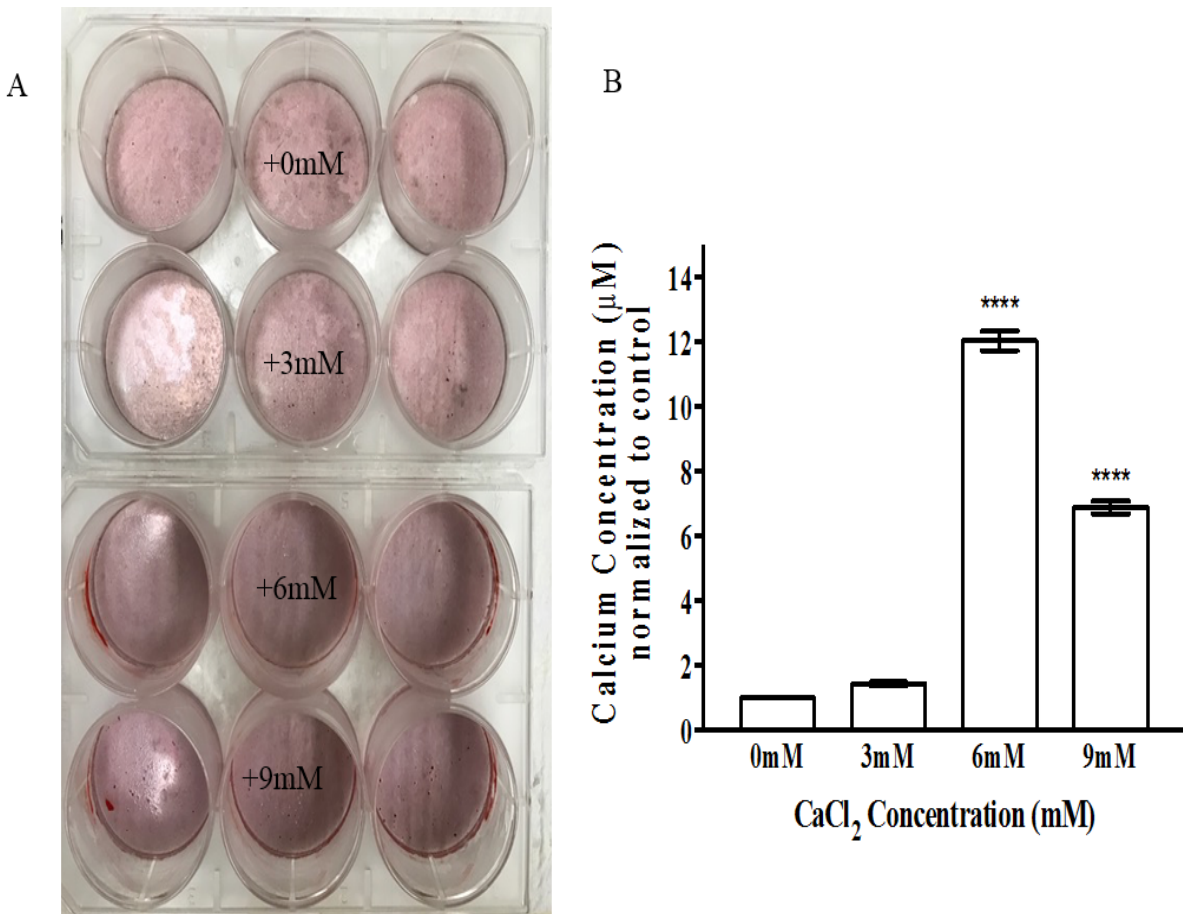 A
+0mM
+3mM
+6mM
+9mM
B
Calcium Concentration (μM)
normalized to control
14
12
10
8
6
4
2
0
****
****
0mM 3mM 6mM 9mM
CaCl₂ Concentration (mM)